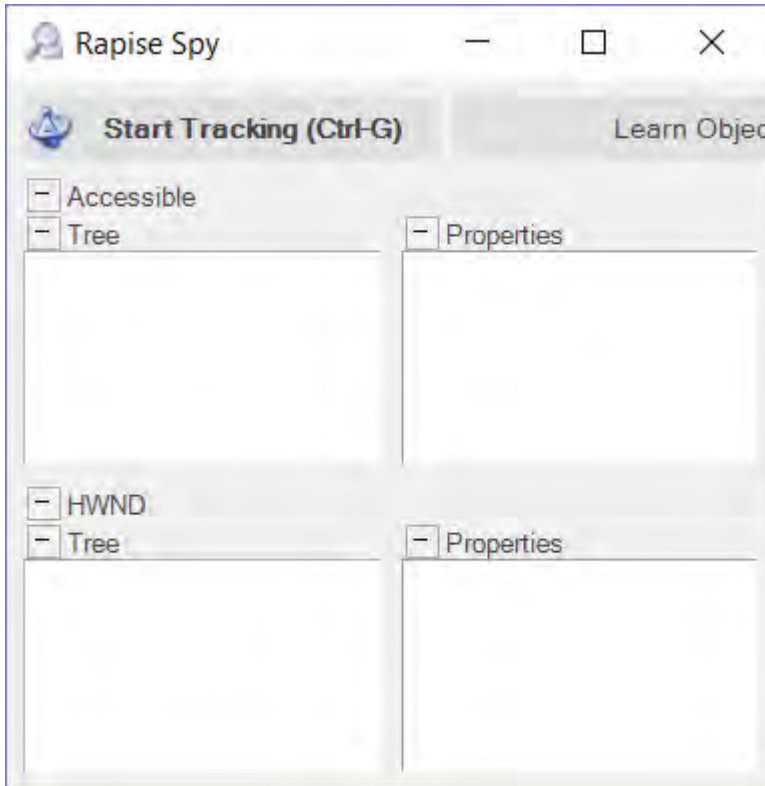 Rapise Spy
Start Tracking (Ctrl-G) Learn Objec
Accessible
Tree Properties
HWND
Tree Properties